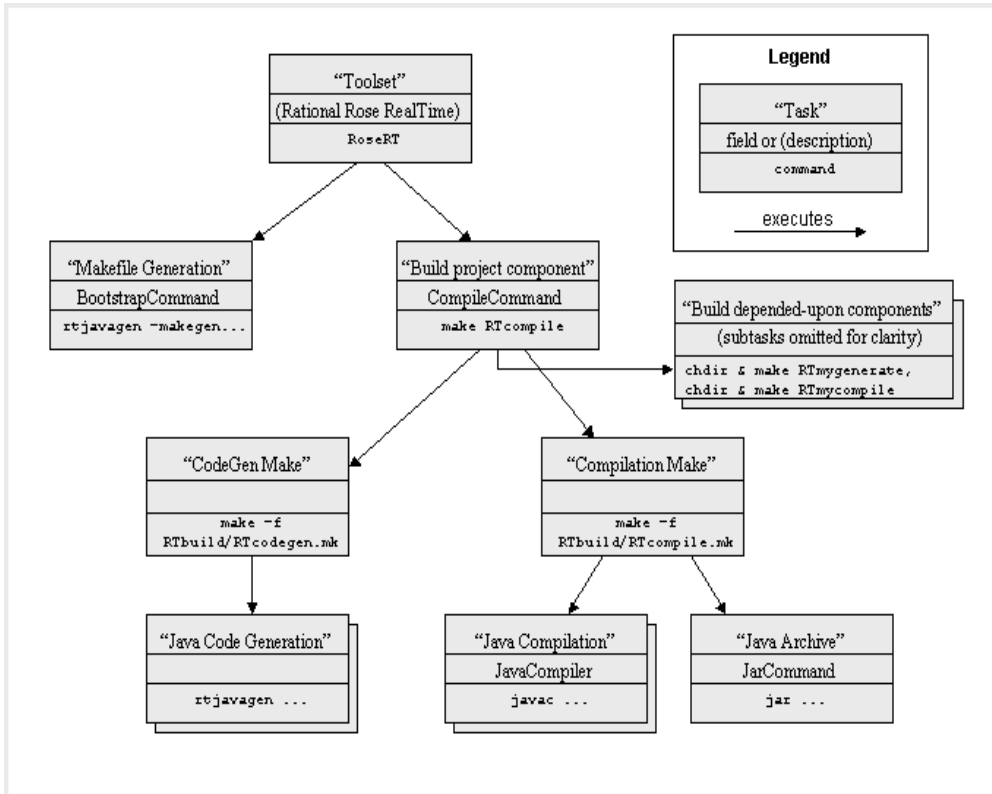 “Toolset”
(Rational Rose RealTime)
RoseRT
Legend
“Task”
field or (description)
command
executes
“Makefile Generation”
BootstrapCommand
rtjavagen -makegen...
“Build project component”
CompileCommand
make RTcompile
“Build depended-upon components”
(subtasks omitted for clarity)
chdir & make RTmygenerate,
chdir & make RTmycompile
“CodeGen Make”
make -f
RTbuild/RTcodegen.mk
“Compilation Make”
make -f
RTbuild/RTcompile.mk
“Java Code Generation”
rtjavagen ...
“Java Compilation”
JavaCompiler
javac ...
“Java Archive”
JarCommand
jar ...